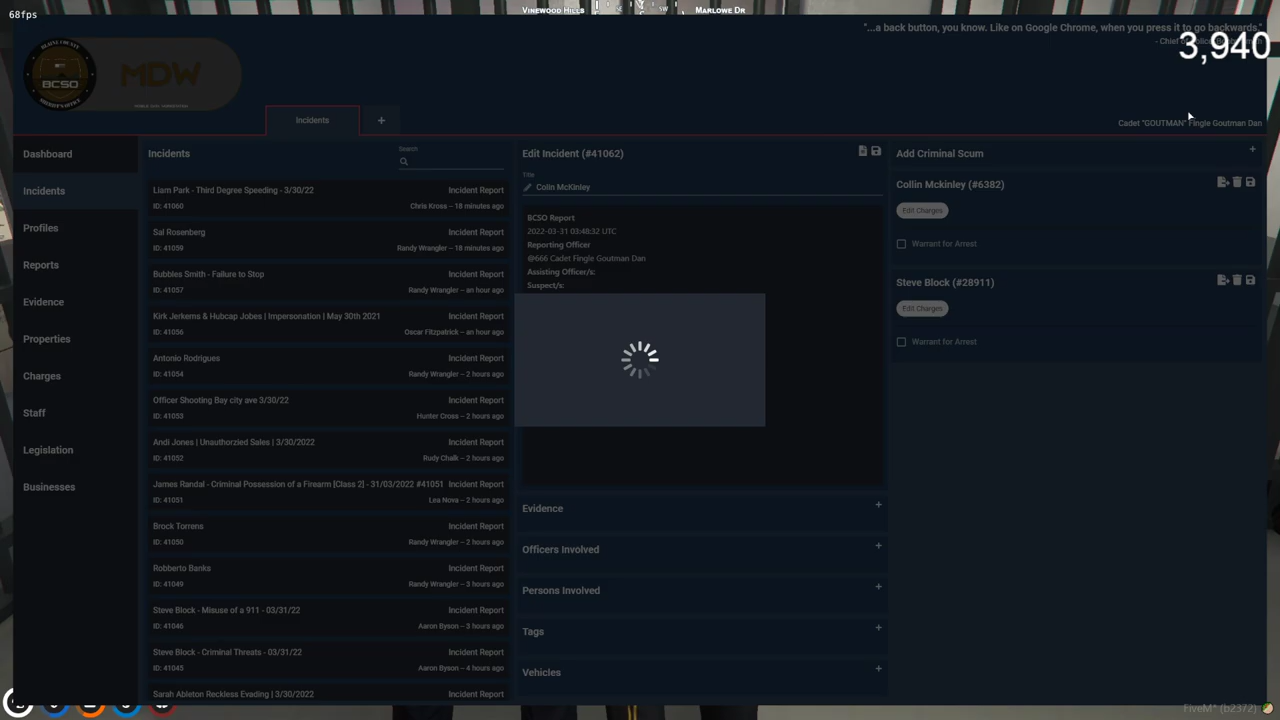 68fps
VINEWOOD HILLS
SW
MARLOWE DR
"...a back button, you know. Like on Google Chrome, when you press it to go backwards."
3,940
BCSO
MDW
Incidents
+
Cadet "GOUTMAN" Fingle Goutman Dan
Dashboard
Incidents
Profiles
Reports
Evidence
Properties
Charges
Staff
Legislation
Businesses
Incidents
Search
Liam Park - Third Degree Speeding - 3/30/22
Incident Report
ID: 41060
Chris Kross – 18 minutes ago
Sal Rosenberg
Incident Report
ID: 41059
Randy Wrangler – 18 minutes ago
Bubbles Smith - Failure to Stop
Incident Report
ID: 41057
Randy Wrangler – an hour ago
Kirk Jerkerns & Hubcap Jobes | Impersonation | May 30th 2021
Incident Report
ID: 41056
Oscar Fitzpatrick – an hour ago
Antonio Rodrigues
Incident Report
ID: 41054
Randy Wrangler – 2 hours ago
Officer Shooting Bay city ave 3/30/22
Incident Report
ID: 41053
Hunter Cross – 2 hours ago
Andi Jones | Unauthorzied Sales | 3/30/2022
Incident Report
ID: 41052
Rudy Chalk – 2 hours ago
James Randal - Criminal Possession of a Firearm [Class 2] - 31/03/2022 #41051
Incident Report
ID: 41051
Lea Nova – 2 hours ago
Brock Torrens
Incident Report
ID: 41050
Randy Wrangler – 2 hours ago
Robberto Banks
Incident Report
ID: 41049
Randy Wrangler – 3 hours ago
Steve Block - Misuse of a 911 - 03/31/22
Incident Report
ID: 41046
Aaron Byson – 3 hours ago
Steve Block - Criminal Threats - 03/31/22
Incident Report
ID: 41045
Aaron Byson – 4 hours ago
Sarah Ableton Reckless Evading | 3/30/2022
Incident Report
Edit Incident (#41062)
Title
Colin McKinley
BCSO Report
2022-03-31 03:48:32 UTC
Reporting Officer
@666 Cadet Fingle Goutman Dan
Assisting Officer/s:
Suspect/s:
Evidence
+
Officers Involved
+
Persons Involved
+
Tags
+
Vehicles
+
Add Criminal Scum
+
Collin Mckinley (#6382)
Edit Charges
Warrant for Arrest
Steve Block (#28911)
Edit Charges
Warrant for Arrest
FiveM* (b2372)